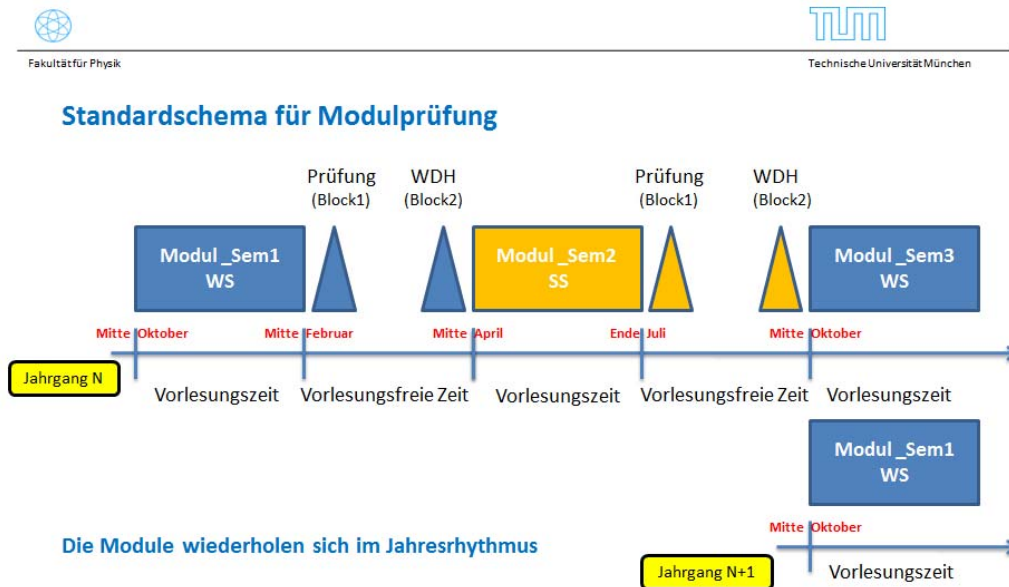 Fakultät für Physik
TUM
Technische Universität München
Standardschema für Modulprüfung
Prüfung
(Block1)
WDH
(Block2)
Prüfung
(Block1)
WDH
(Block2)
Modul _Sem1
WS
Modul _Sem2
SS
Modul _Sem3
WS
Mitte Oktober
Mitte Februar
Mitte April
Ende Juli
Mitte Oktober
Jahrgang N
Vorlesungszeit
Vorlesungsfreie Zeit
Vorlesungszeit
Vorlesungsfreie Zeit
Vorlesungszeit
Modul _Sem1
WS
Mitte Oktober
Die Module wiederholen sich im Jahresrhythmus
Jahrgang N+1
Vorlesungszeit